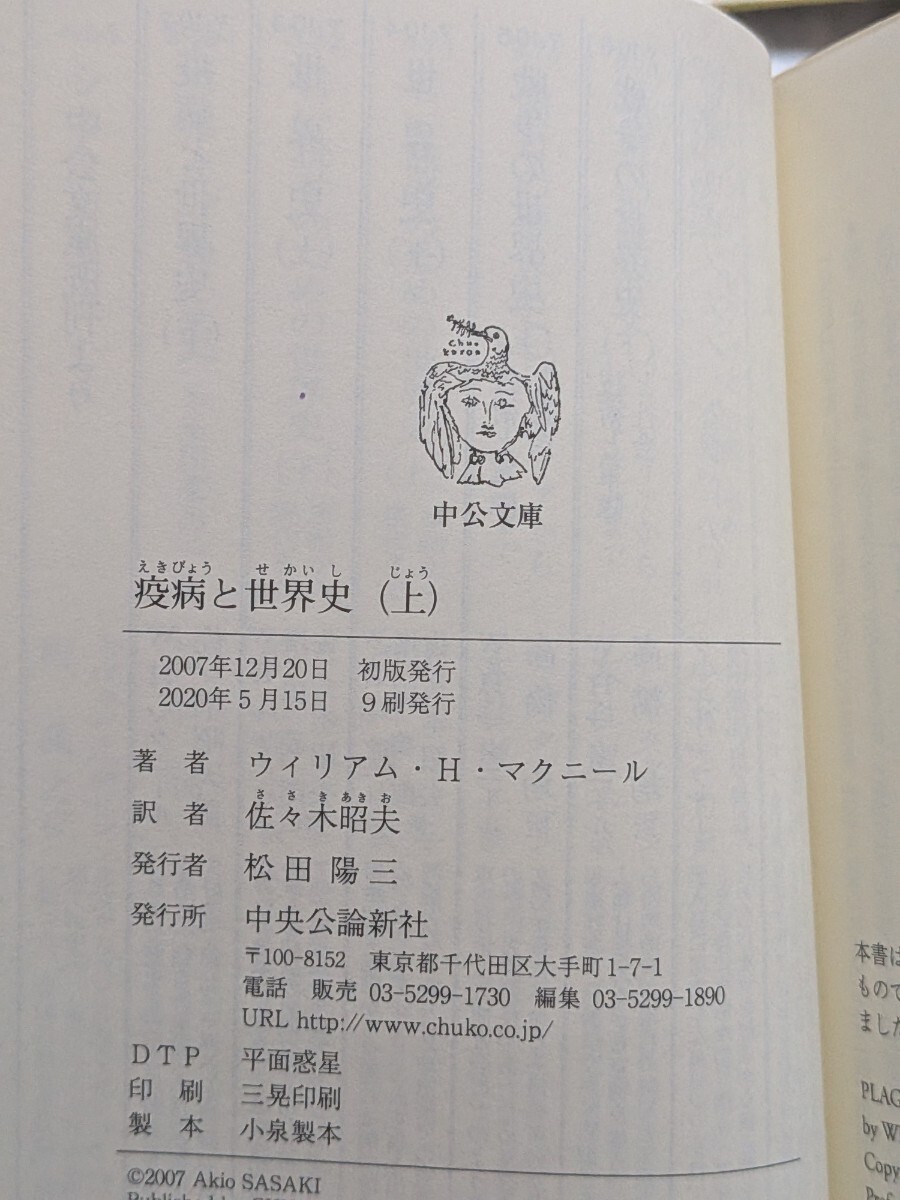 Chuo
koron
中公文庫
えきびょう せかいし じょう
疫病と世界史（上）
2007年12月20日 初版発行
2020年5月15日 9刷発行
著者 ウィリアム・H・マクニール
ささきあきお
訳者 佐々木昭夫
発行者 松田陽三
発行所 中央公論新社
〒100-8152 東京都千代田区大手町1-7-1
電話 販売 03-5299-1730 編集 03-5299-1890
URL http://www.chuko.co.jp/
DTP 平面惑星
印刷 三晃印刷
製本 小泉製本
©2007 Akio SASAKI
Published by
本書は
もので
ました
PLAG
by W
Copy